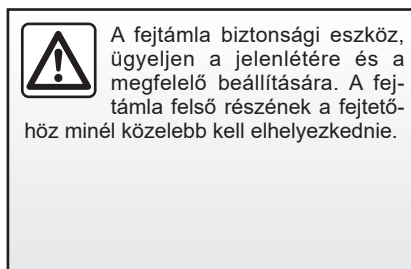 A fejtámla biztonsági eszköz,
ügyeljen a jelenlétére és a
megfelelő beállítására. A fej-
támla felső részének a fejtető-
höz minél közelebb kell elhelyezkednie.